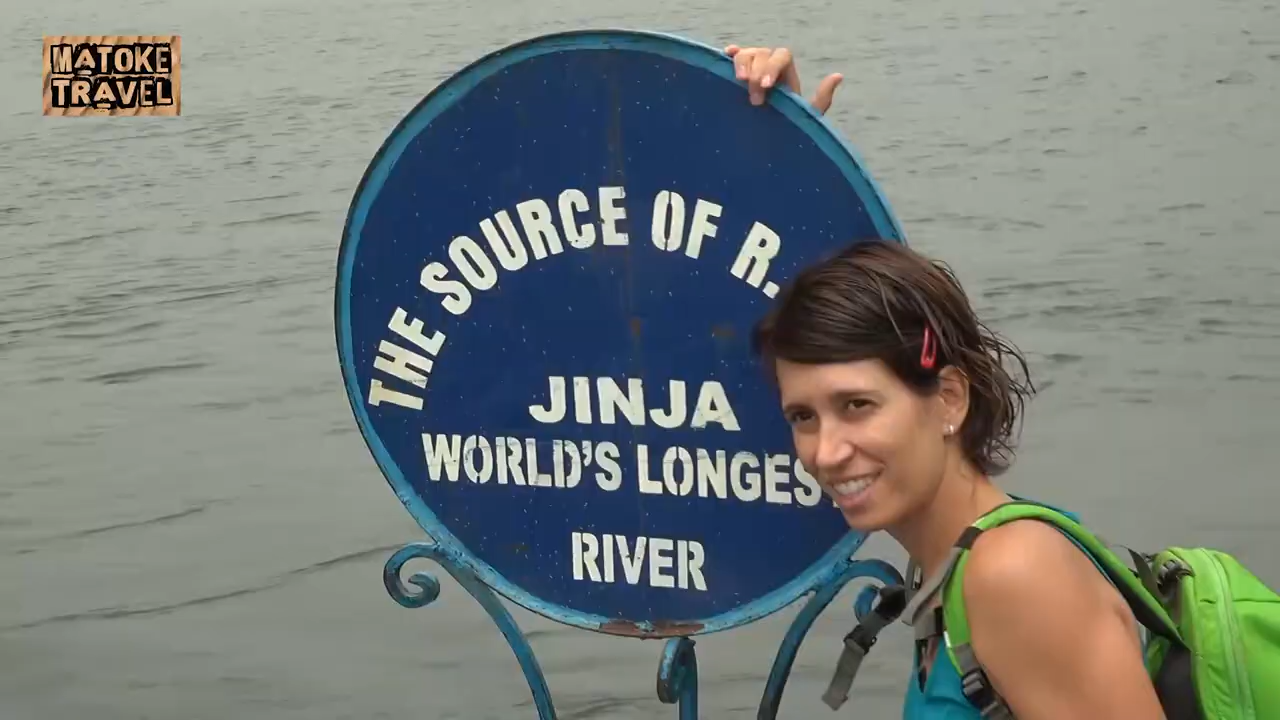 MATOKE
TRAVEL
THE SOURCE OF R.
JINJA
WORLD'S LONGES
RIVER